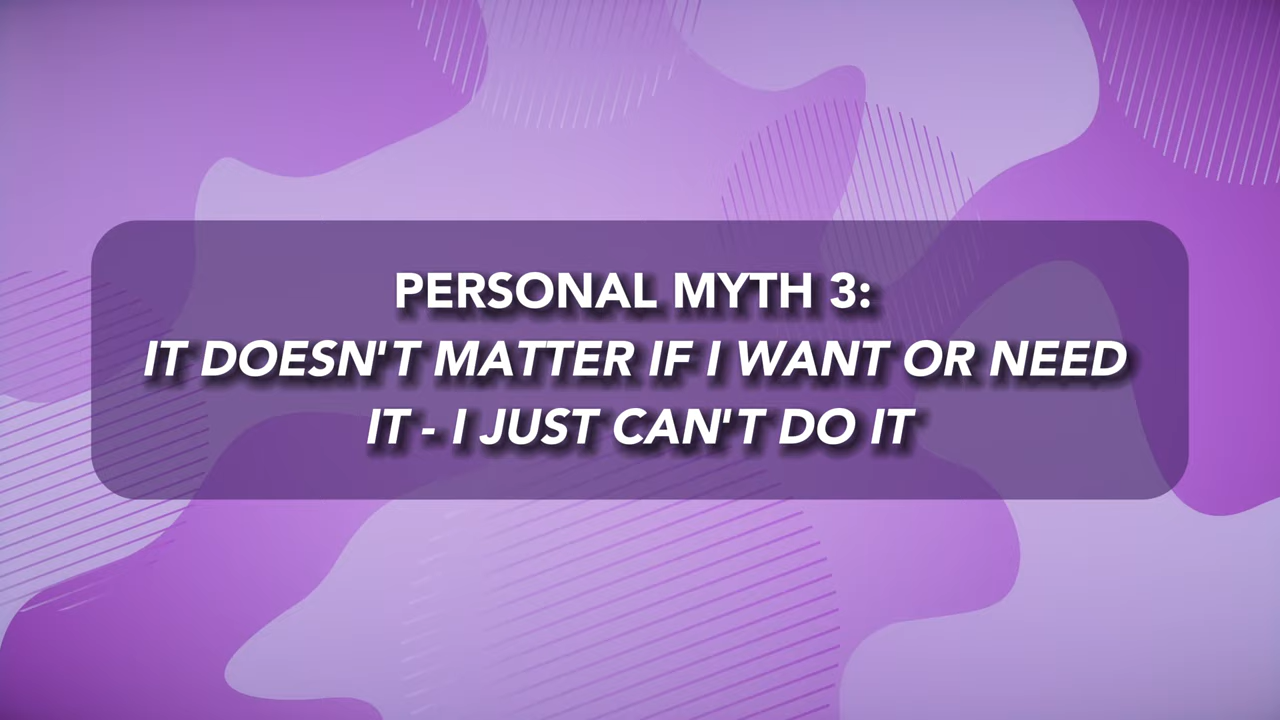 PERSONAL MYTH 3:
IT DOESN'T MATTER IF I WANT OR NEED
IT - I JUST CAN'T DO IT